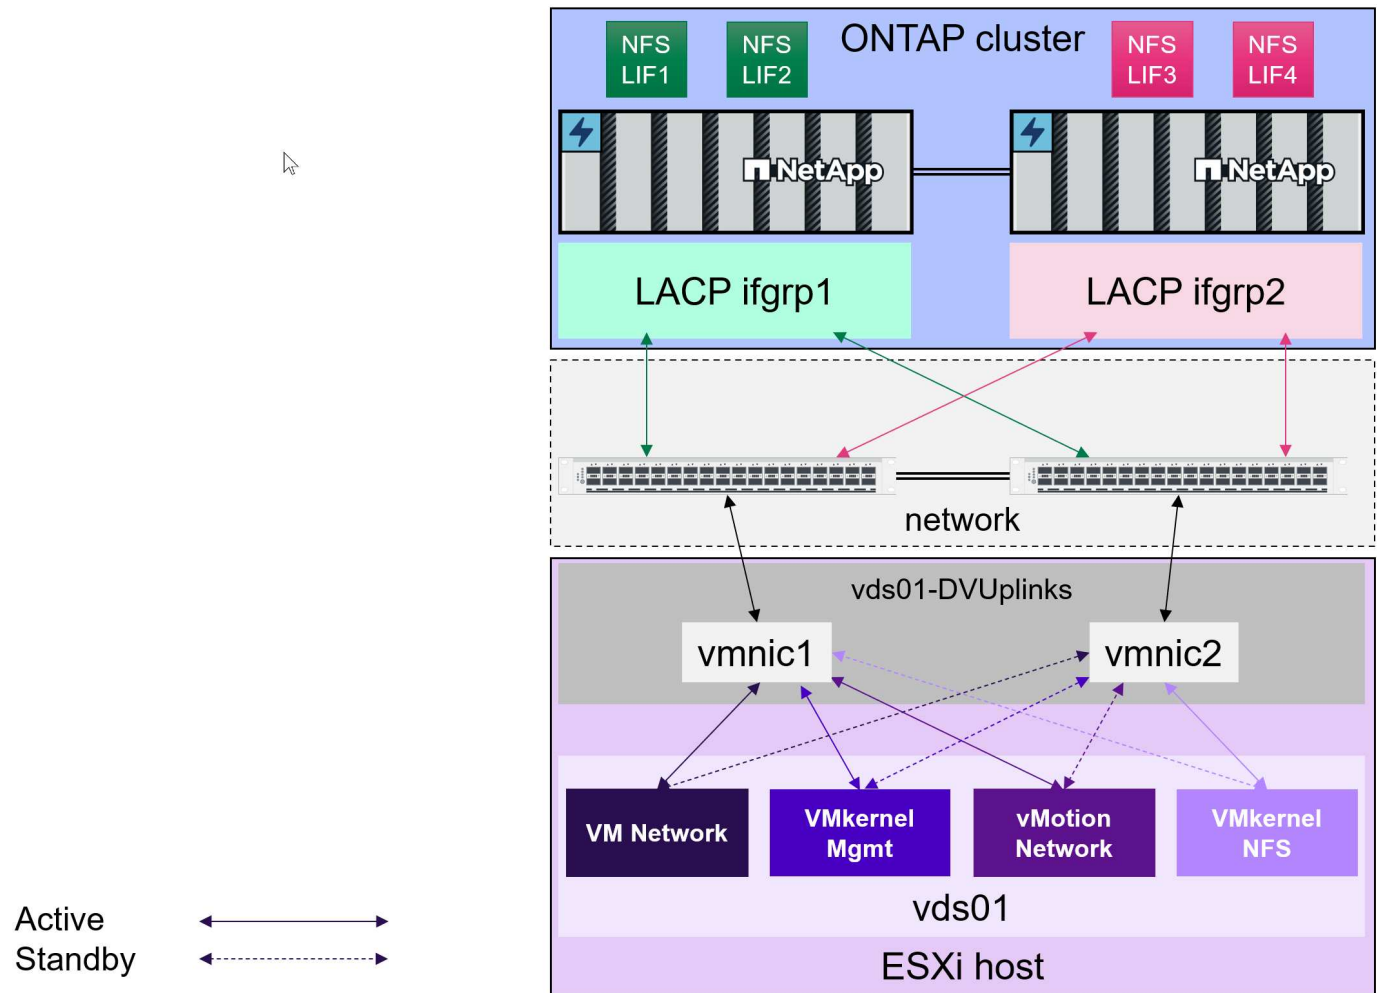 ONTAP cluster
NFS
LIF1
NFS
LIF2
NFS
LIF3
NFS
LIF4
NetApp
NetApp
LACP ifgrp1
LACP ifgrp2
network
vds01-DVUplinks
vmnic1
vmnic2
VM Network
VMkernel
Mgmt
vMotion
Network
VMkernel
NFS
vds01
ESXi host
Active
Standby